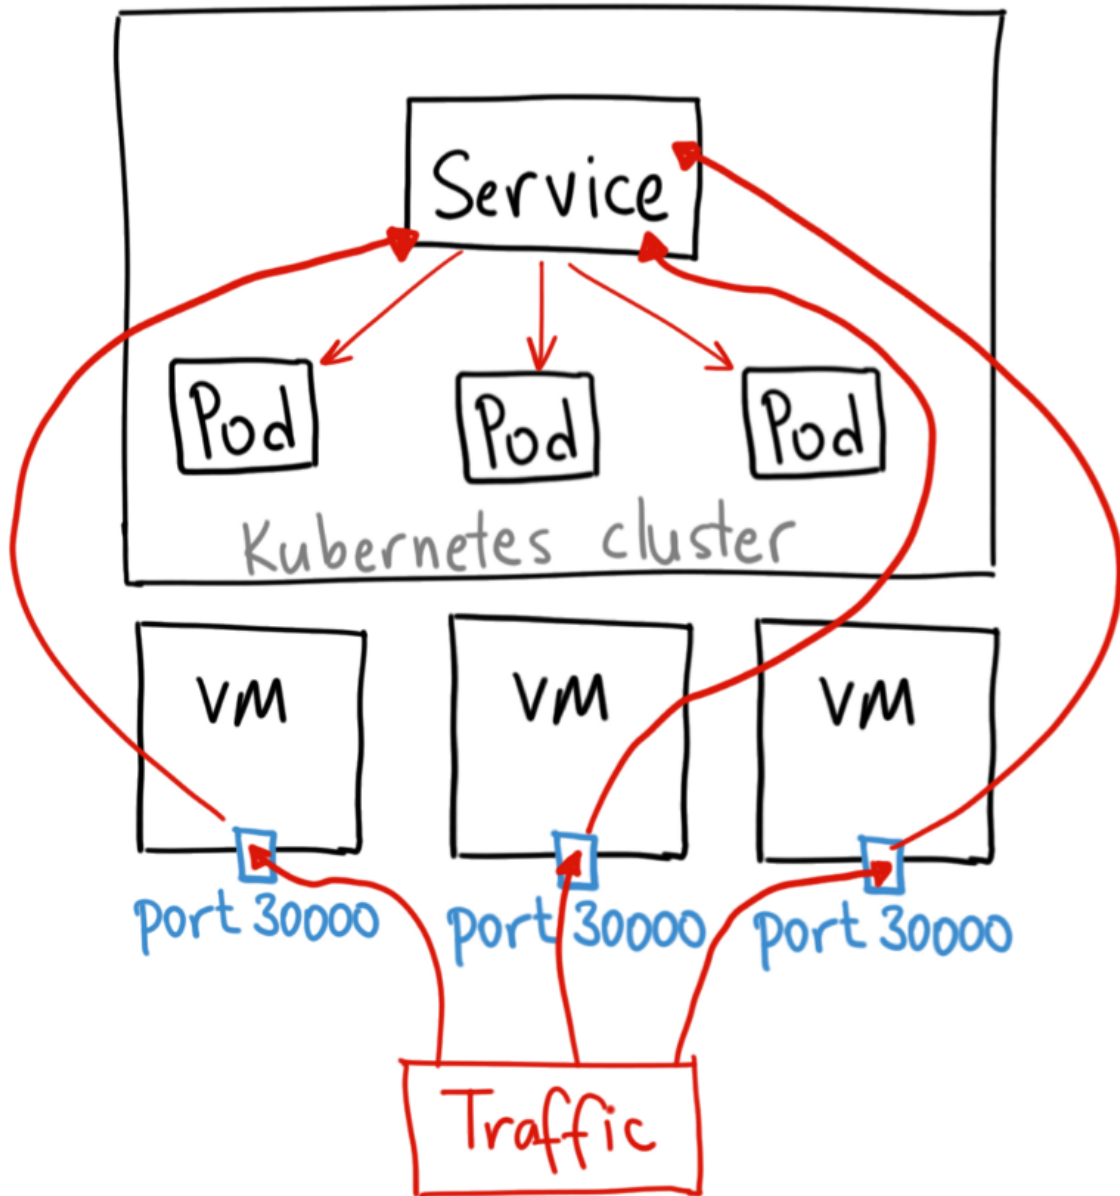 Service
Pod
Pod
Pod
Kubernetes cluster
VM
VM
VM
port 30000
port 30000
port 30000
Traffic